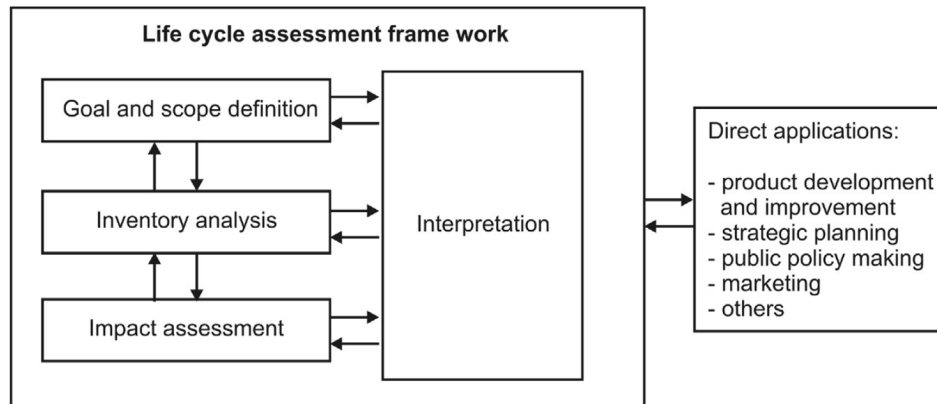 Life cycle assessment frame work
Goal and scope definition
Inventory analysis
Impact assessment
Interpretation
Direct applications:
- product development
and improvement
- strategic planning
- public policy making
- marketing
- others